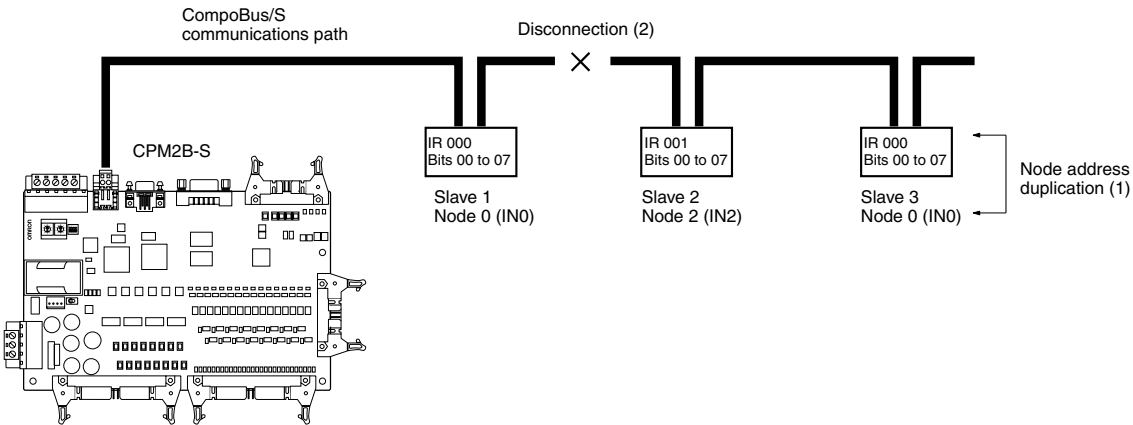 CompoBus/S
communications path
Disconnection (2)
CPM2B-S
IR 000
Bits 00 to 07
IR 001
Bits 00 to 07
IR 000
Bits 00 to 07
Node address
duplication (1)
Slave 1
Node 0 (IN0)
Slave 2
Node 2 (IN2)
Slave 3
Node 0 (IN0)
omron